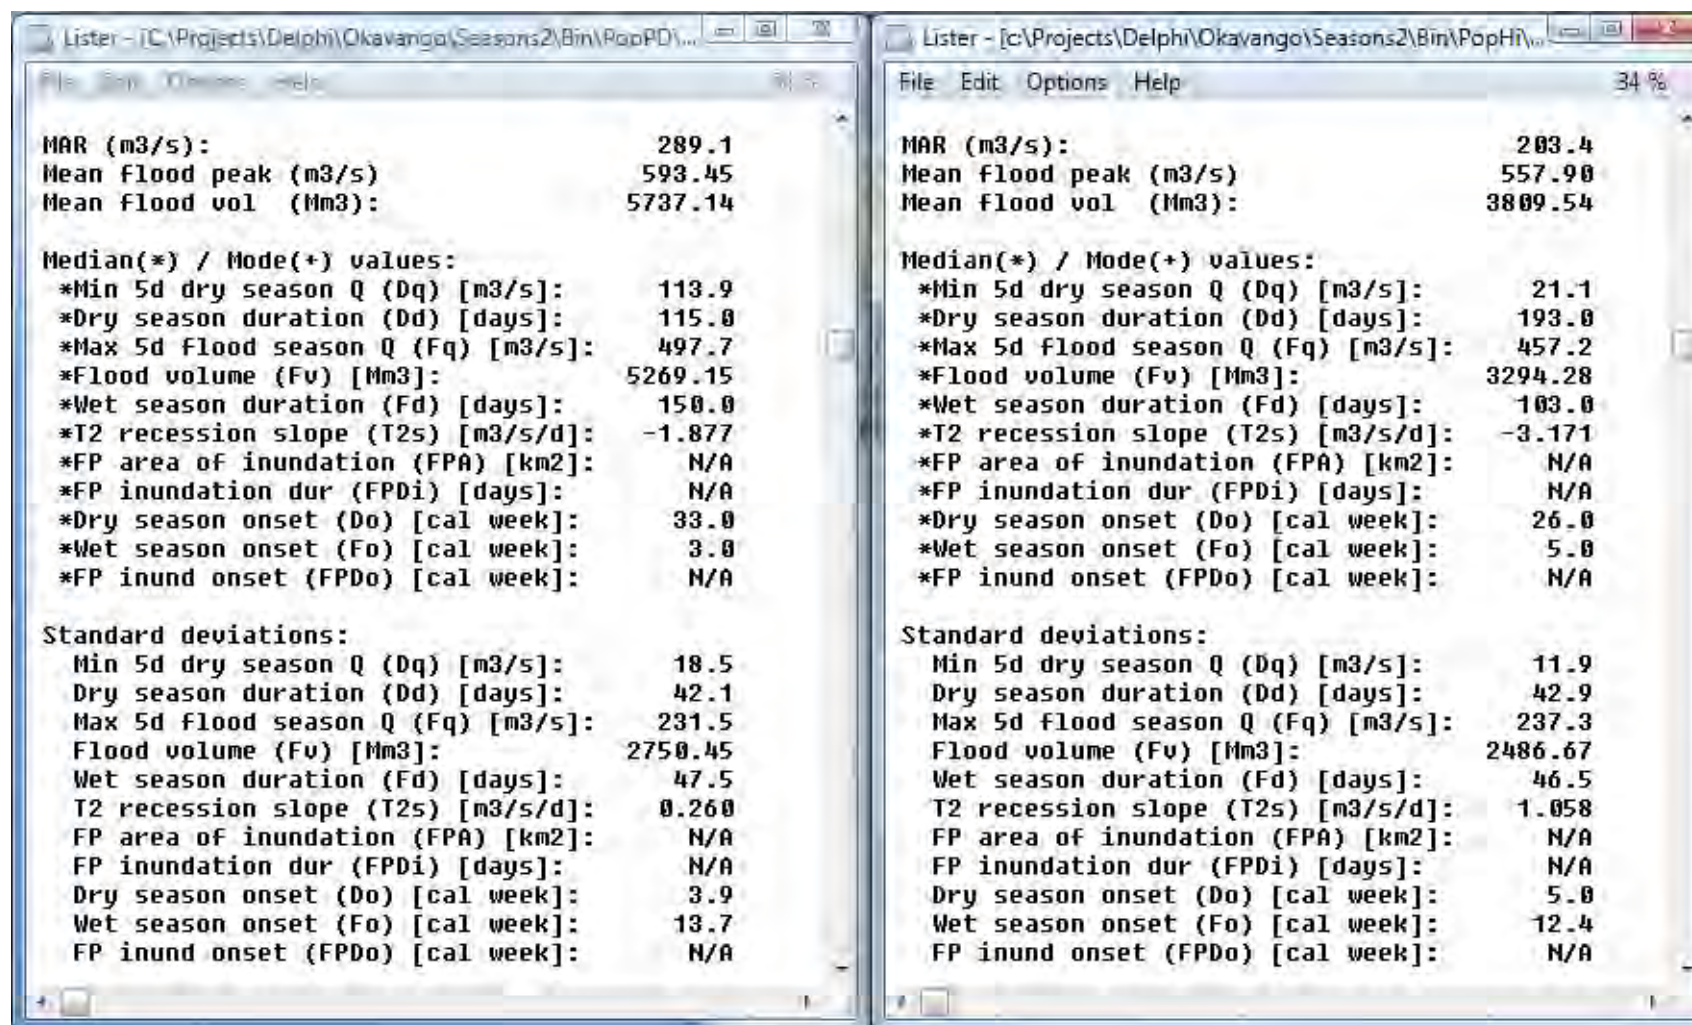 Lister - [C:\Projects\Delphi\Okavango\Seasons2\Bin\PopPD\...
File Edit Options Help
MAR (m3/s): 289.1
Mean flood peak (m3/s) 593.45
Mean flood vol (Mm3): 5737.14
Median(*) / Mode(+) values:
*Min 5d dry season Q (Dq) [m3/s]: 113.9
*Dry season duration (Dd) [days]: 115.0
*Max 5d flood season Q (Fq) [m3/s]: 497.7
*Flood volume (Fv) [Mm3]: 5269.15
*Wet season duration (Fd) [days]: 150.0
*T2 recession slope (T2s) [m3/s/d]: -1.877
*FP area of inundation (FPA) [km2]: N/A
*FP inundation dur (FPDi) [days]: N/A
*Dry season onset (Do) [cal week]: 33.0
*Wet season onset (Fo) [cal week]: 3.0
*FP inund onset (FPDo) [cal week]: N/A
Standard deviations:
Min 5d dry season Q (Dq) [m3/s]: 18.5
Dry season duration (Dd) [days]: 42.1
Max 5d flood season Q (Fq) [m3/s]: 231.5
Flood volume (Fv) [Mm3]: 2750.45
Wet season duration (Fd) [days]: 47.5
T2 recession slope (T2s) [m3/s/d]: 0.260
FP area of inundation (FPA) [km2]: N/A
FP inundation dur (FPDi) [days]: N/A
Dry season onset (Do) [cal week]: 3.9
Wet season onset (Fo) [cal week]: 13.7
FP inund onset (FPDo) [cal week]: N/A
Lister - [c:\Projects\Delphi\Okavango\Seasons2\Bin\PopHi\...
File Edit Options Help 34 %
MAR (m3/s): 203.4
Mean flood peak (m3/s) 557.90
Mean flood vol (Mm3): 3809.54
Median(*) / Mode(+) values:
*Min 5d dry season Q (Dq) [m3/s]: 21.1
*Dry season duration (Dd) [days]: 193.0
*Max 5d flood season Q (Fq) [m3/s]: 457.2
*Flood volume (Fv) [Mm3]: 3294.28
*Wet season duration (Fd) [days]: 103.0
*T2 recession slope (T2s) [m3/s/d]: -3.171
*FP area of inundation (FPA) [km2]: N/A
*FP inundation dur (FPDi) [days]: N/A
*Dry season onset (Do) [cal week]: 26.0
*Wet season onset (Fo) [cal week]: 5.0
*FP inund onset (FPDo) [cal week]: N/A
Standard deviations:
Min 5d dry season Q (Dq) [m3/s]: 11.9
Dry season duration (Dd) [days]: 42.9
Max 5d flood season Q (Fq) [m3/s]: 237.3
Flood volume (Fv) [Mm3]: 2486.67
Wet season duration (Fd) [days]: 46.5
T2 recession slope (T2s) [m3/s/d]: 1.058
FP area of inundation (FPA) [km2]: N/A
FP inundation dur (FPDi) [days]: N/A
Dry season onset (Do) [cal week]: 5.0
Wet season onset (Fo) [cal week]: 12.4
FP inund onset (FPDo) [cal week]: N/A